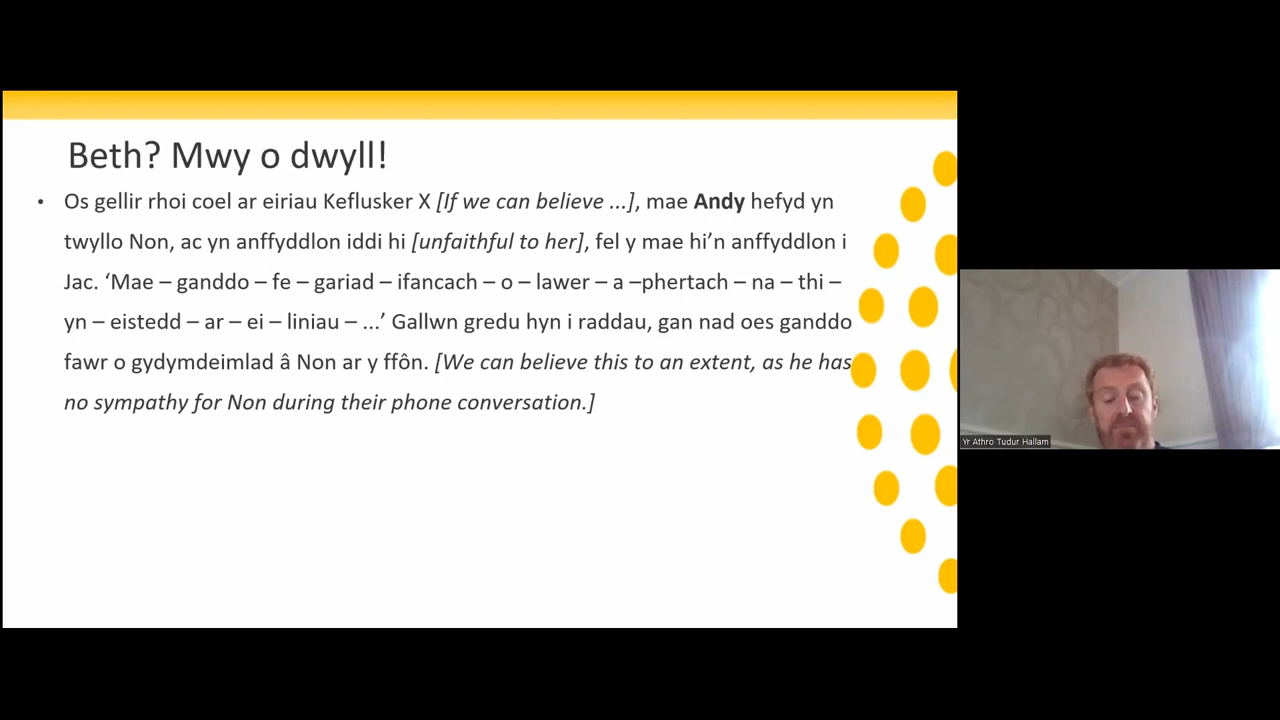 Beth? Mwy o dwyll!
• Os gellir rhoi coel ar eiriau Keflusker X [If we can believe ...], mae Andy hefyd yn
twyllo Non, ac yn anffyddlon iddi hi [unfaithful to her], fel y mae hi’n anffyddlon i
Jac. ‘Mae – ganddo – fe – gariad – ifancach – o – lawer – a –phertach – na – thi –
yn – eistedd – ar – ei – liniau – ...’ Gallwn gredu hyn i raddau, gan nad oes ganddo
fawr o gydymdeimlad â Non ar y ffôn. [We can believe this to an extent, as he has
no sympathy for Non during their phone conversation.]
Yr Athro Tudur Hallam